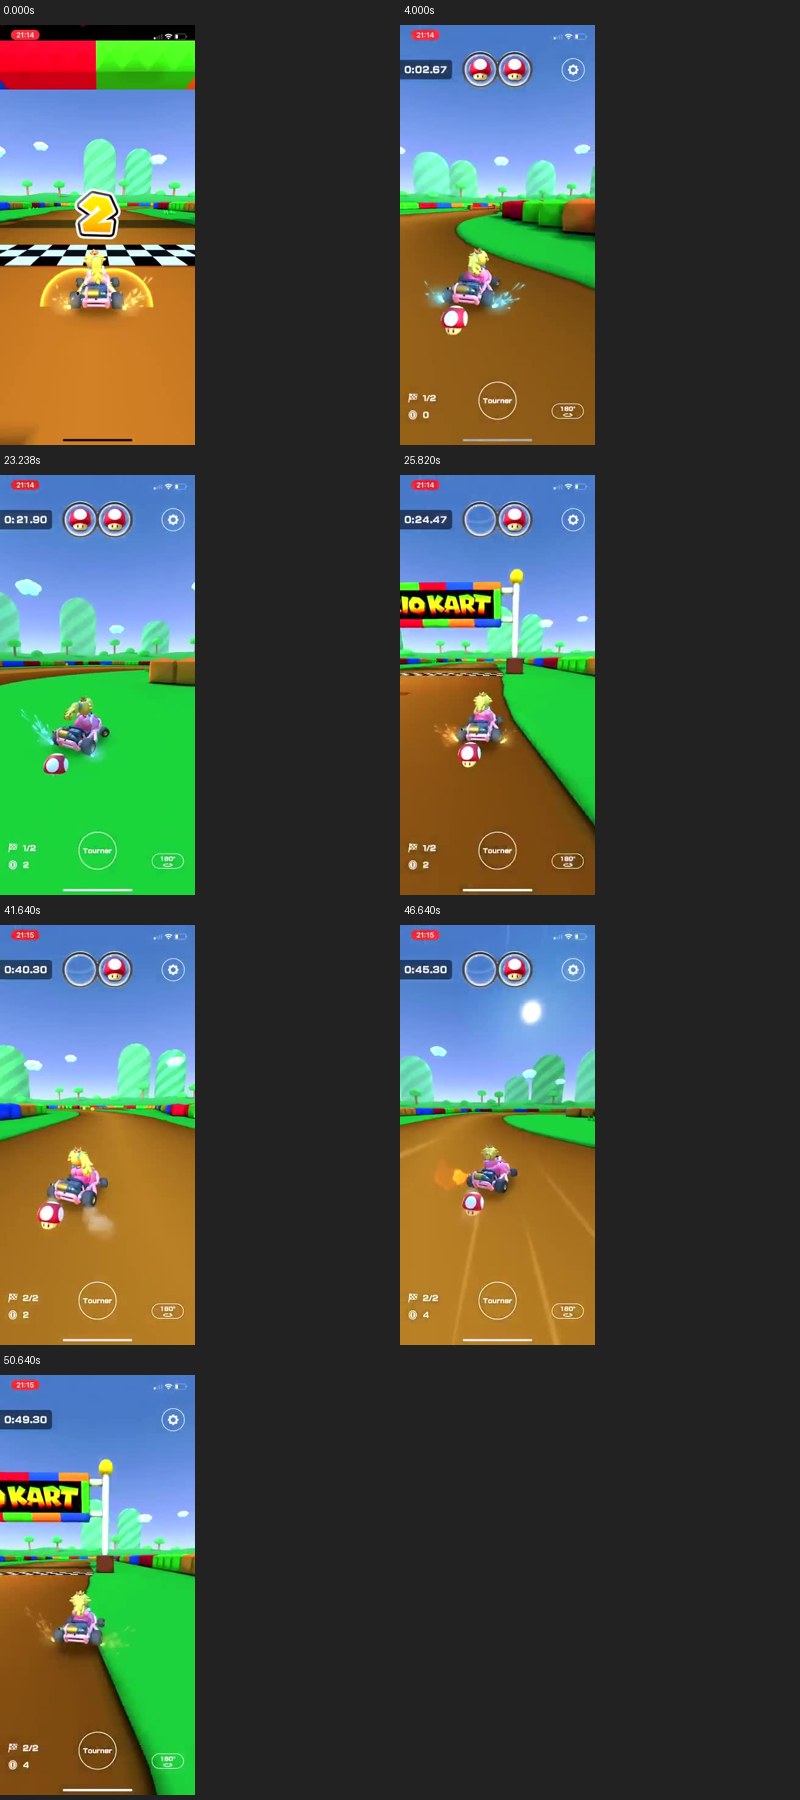 0.000s
21:14
2
4.000s
21:14
0:02.67
1/2
0
Tourner
180°
23.238s
21:14
0:21.90
1/2
2
Tourner
180°
25.820s
21:14
0:24.47
IO KART
1/2
2
Tourner
180°
41.640s
21:15
0:40.30
2/2
2
Tourner
180°
46.640s
21:15
0:45.30
2/2
4
Tourner
180°
50.640s
21:15
0:49.30
KART
2/2
4
Tourner
180°